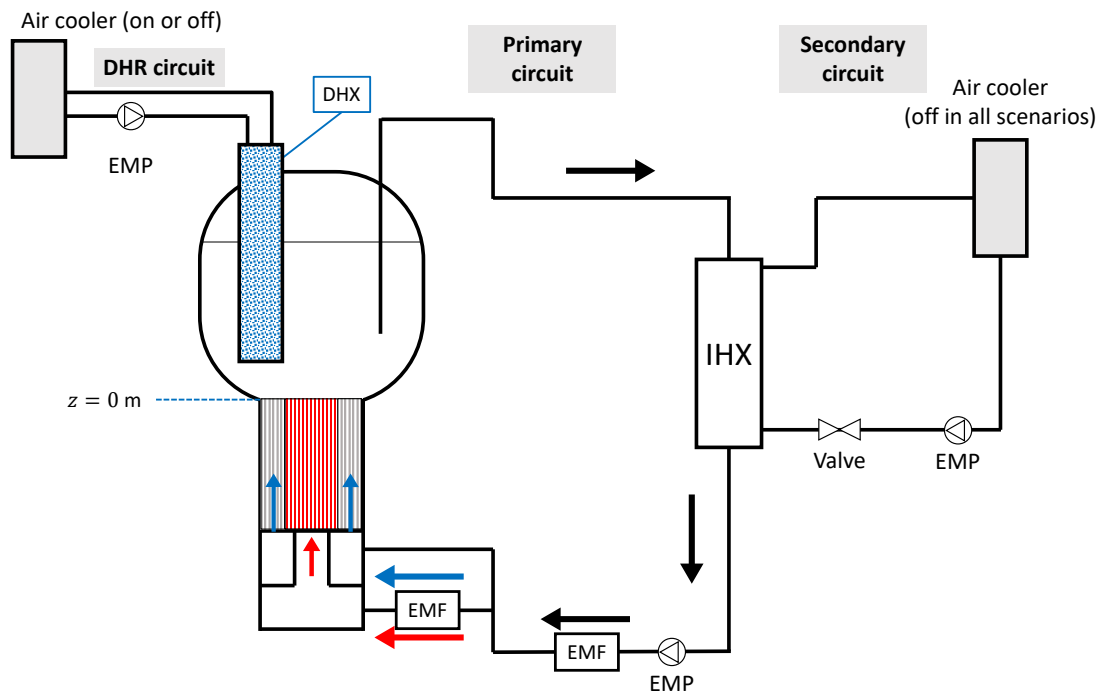 Air cooler (on or off)
DHR circuit
DHX
EMP
Primary
circuit
Secondary
circuit
Air cooler
(off in all scenarios)
IHX
z = 0 m
Valve
EMP
EMF
EMF
EMP